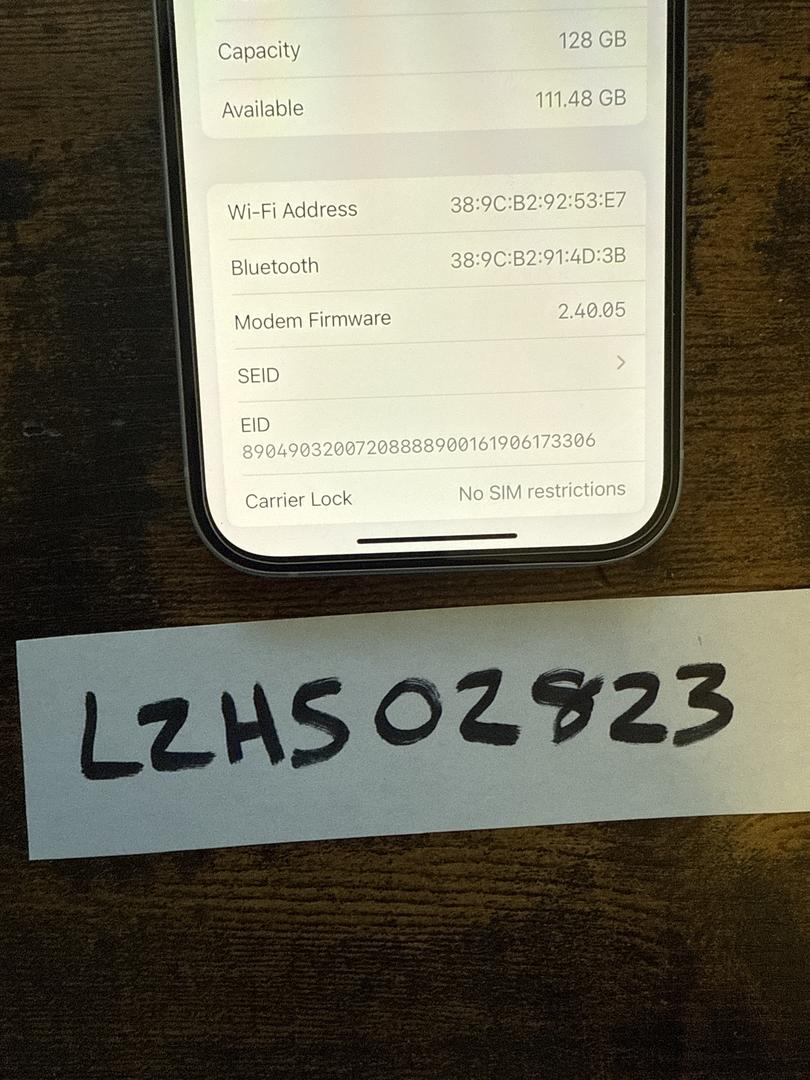 Capacity 128 GB
Available 111.48 GB
Wi-Fi Address 38:9C:B2:92:53:E7
Bluetooth 38:9C:B2:91:4D:3B
Modem Firmware 2.40.05
SEID >
EID
89049032007208888900161906173306
Carrier Lock No SIM restrictions
LZHS02823